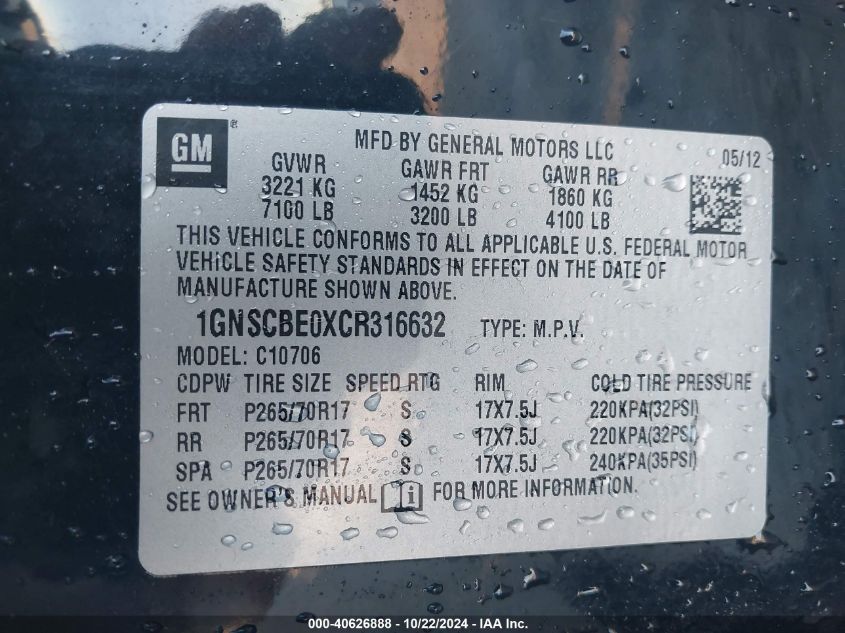 GM®
MFD BY GENERAL MOTORS LLC
05/12
GVWR GAWR FRT GAWR RR
3221 KG 1452 KG 1860 KG
7100 LB 3200 LB 4100 LB
THIS VEHICLE CONFORMS TO ALL APPLICABLE U.S. FEDERAL MOTOR
VEHICLE SAFETY STANDARDS IN EFFECT ON THE DATE OF
MANUFACTURE SHOWN ABOVE.
1GNSCBE0XCR316632 TYPE: M.P.V.
MODEL: C10706
CDPW TIRE SIZE SPEED RTG RIM COLD TIRE PRESSURE
FRT P265/70R17 S 17X7.5J 220KPA(32PSI)
RR P265/70R17 S 17X7.5J 220KPA(32PSI)
SPA P265/70R17 S 17X7.5J 240KPA(35PSI)
SEE OWNER'S MANUAL i FOR MORE INFORMATION.
000-40626888 - 10/22/2024 - IAA Inc.